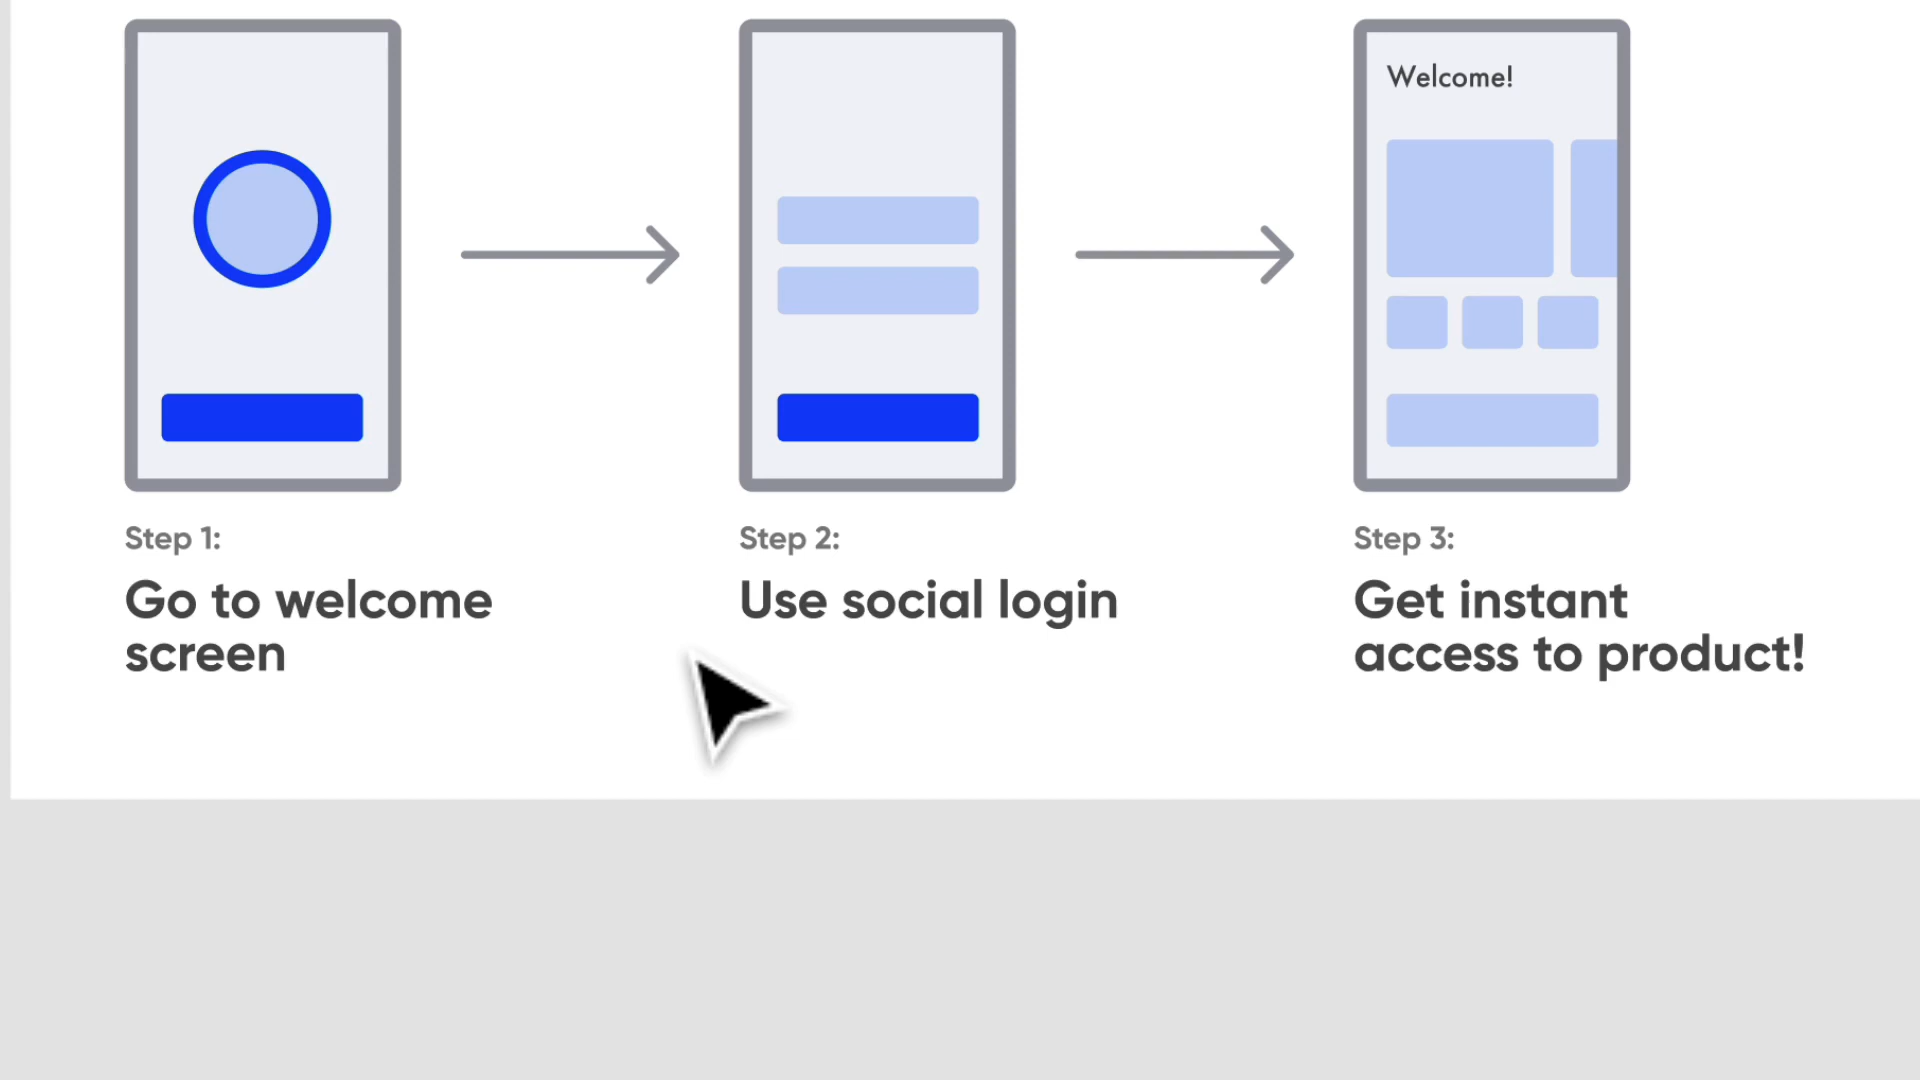 Welcome!
Step 1:
Go to welcome
screen
Step 2:
Use social login
Step 3:
Get instant
access to product!